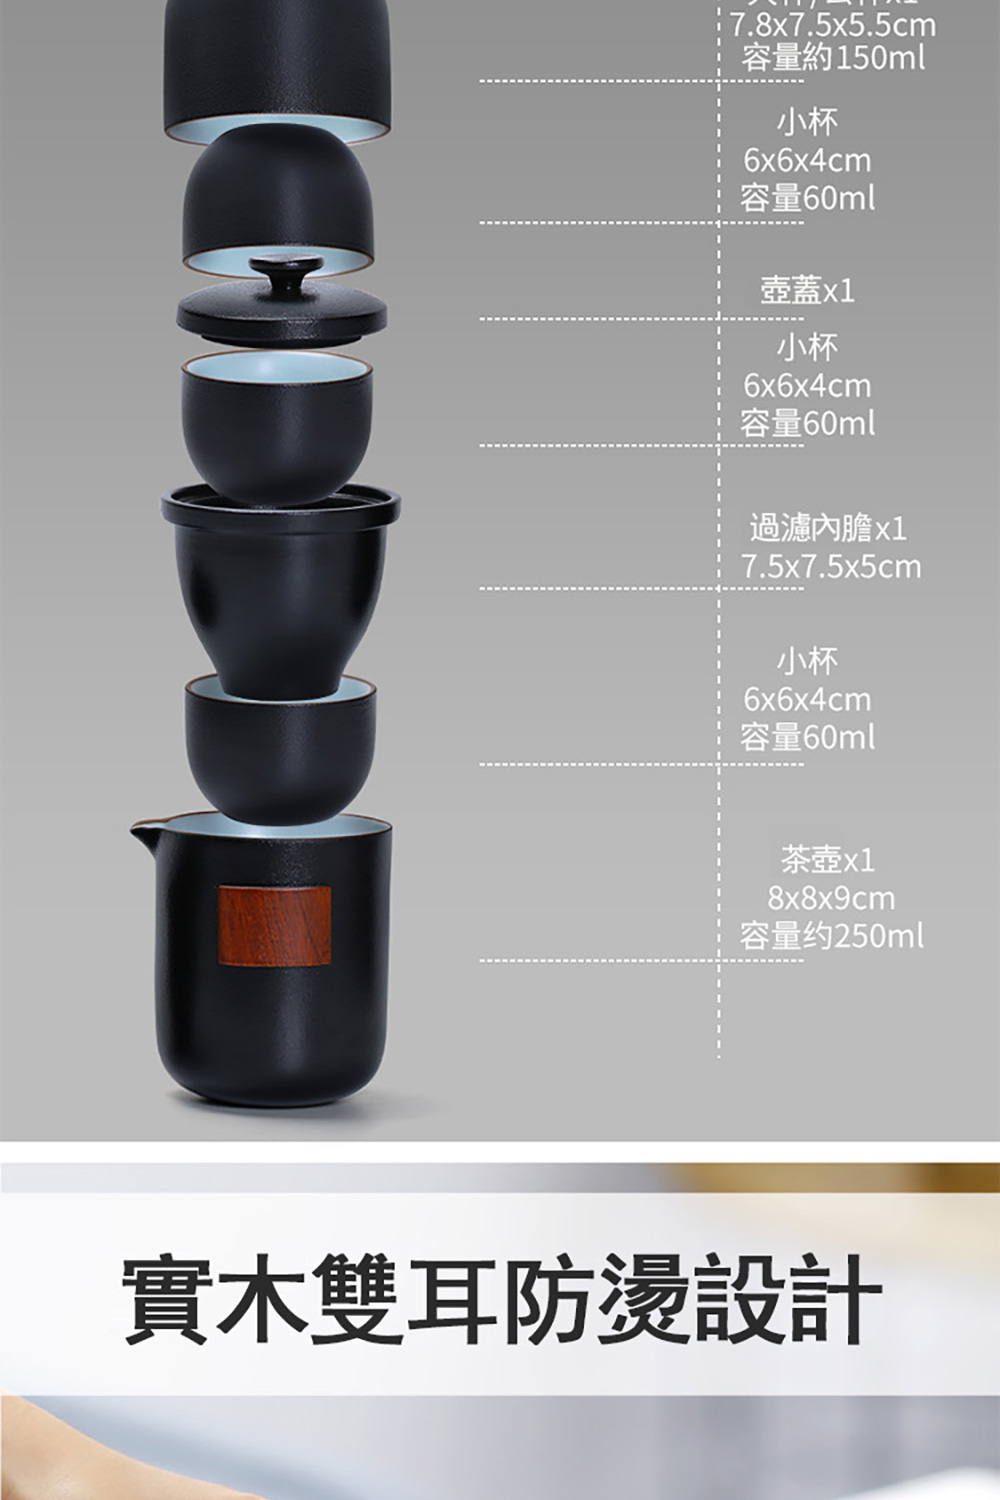 7.8x7.5x5.5cm
容量約150ml
小杯
6x6x4cm
容量60ml
壺蓋x1
小杯
6x6x4cm
容量60ml
過濾內膽x1
7.5x7.5x5cm
小杯
6x6x4cm
容量60ml
茶壺x1
8x8x9cm
容量约250ml
實木雙耳防燙設計